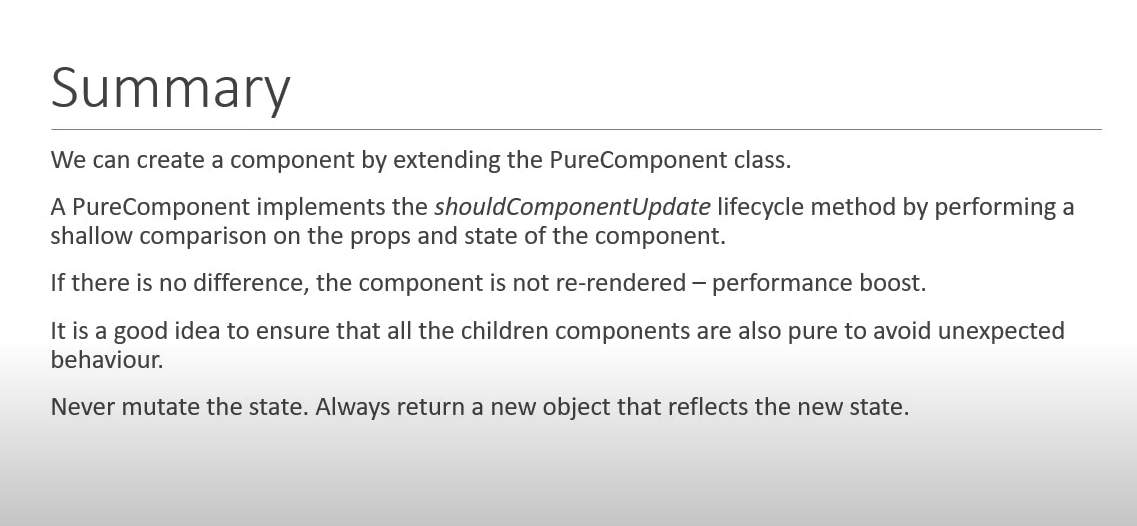 Summary
We can create a component by extending the PureComponent class.
A PureComponent implements the shouldComponentUpdate lifecycle method by performing a
shallow comparison on the props and state of the component.
If there is no difference, the component is not re-rendered – performance boost.
It is a good idea to ensure that all the children components are also pure to avoid unexpected
behaviour.
Never mutate the state. Always return a new object that reflects the new state.